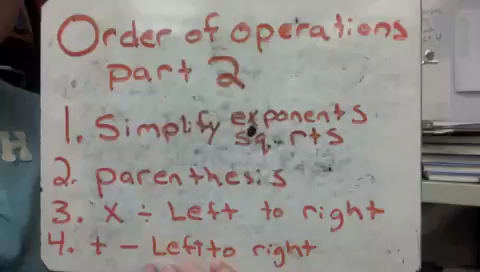 Order of operations
part 2
1. Simplify exponents
sq. rts
2. parenthesis
3. x ÷ Left to right
4. + - Left to right
H